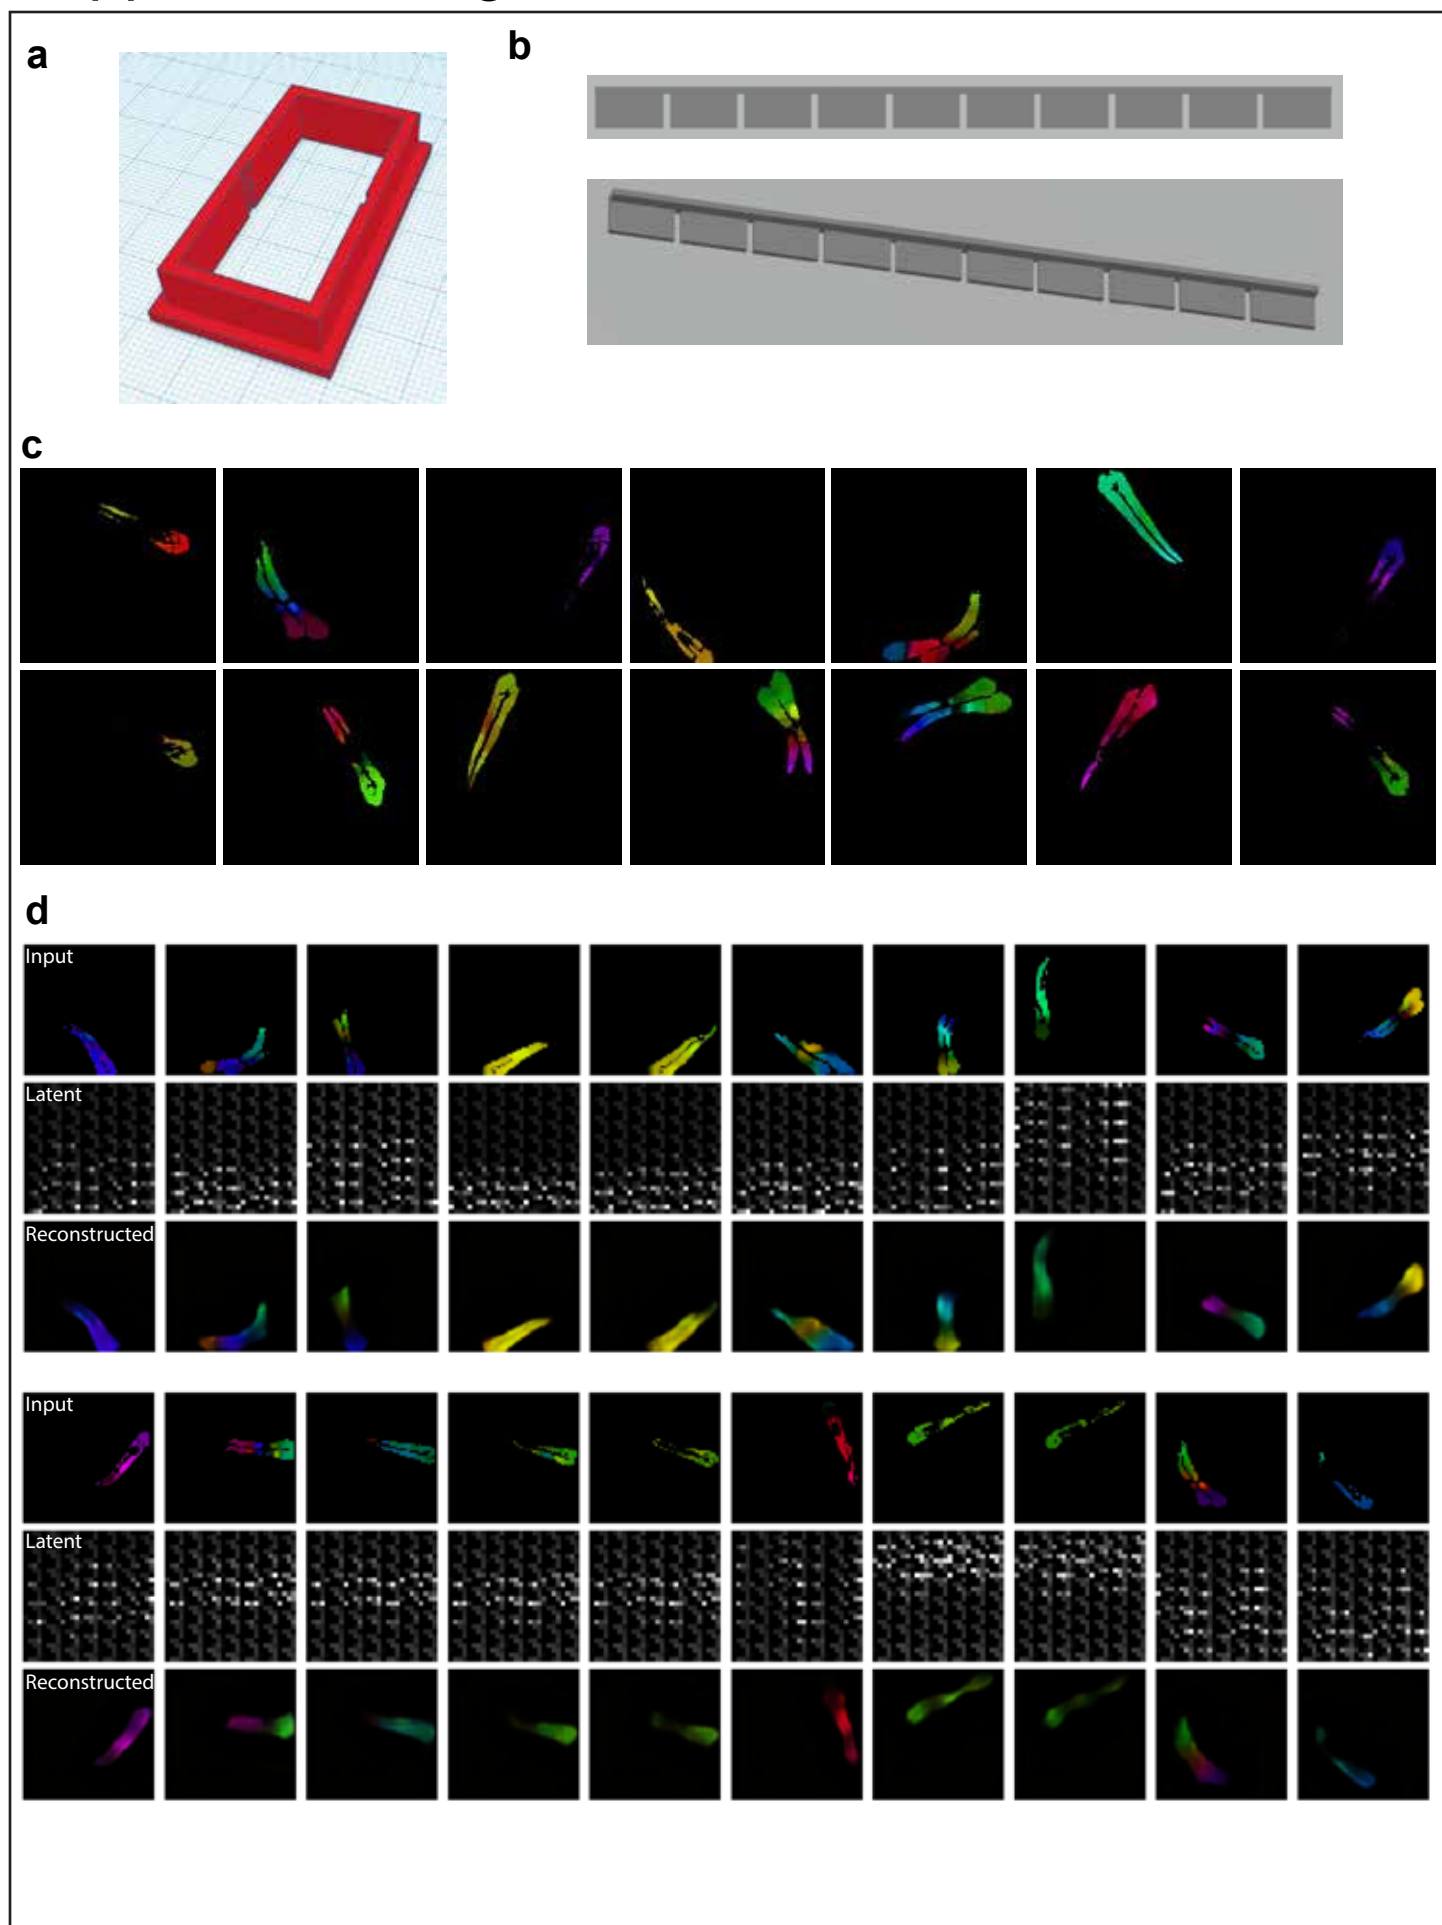 a
b
c
d
Input
Latent
Reconstructed
Input
Latent
Reconstructed